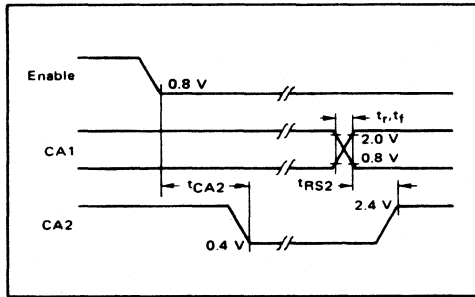 Enable
0.8 V
tr, tf
CA1
2.0 V
0.8 V
tCA2
tRS2
2.4 V
CA2
0.4 V